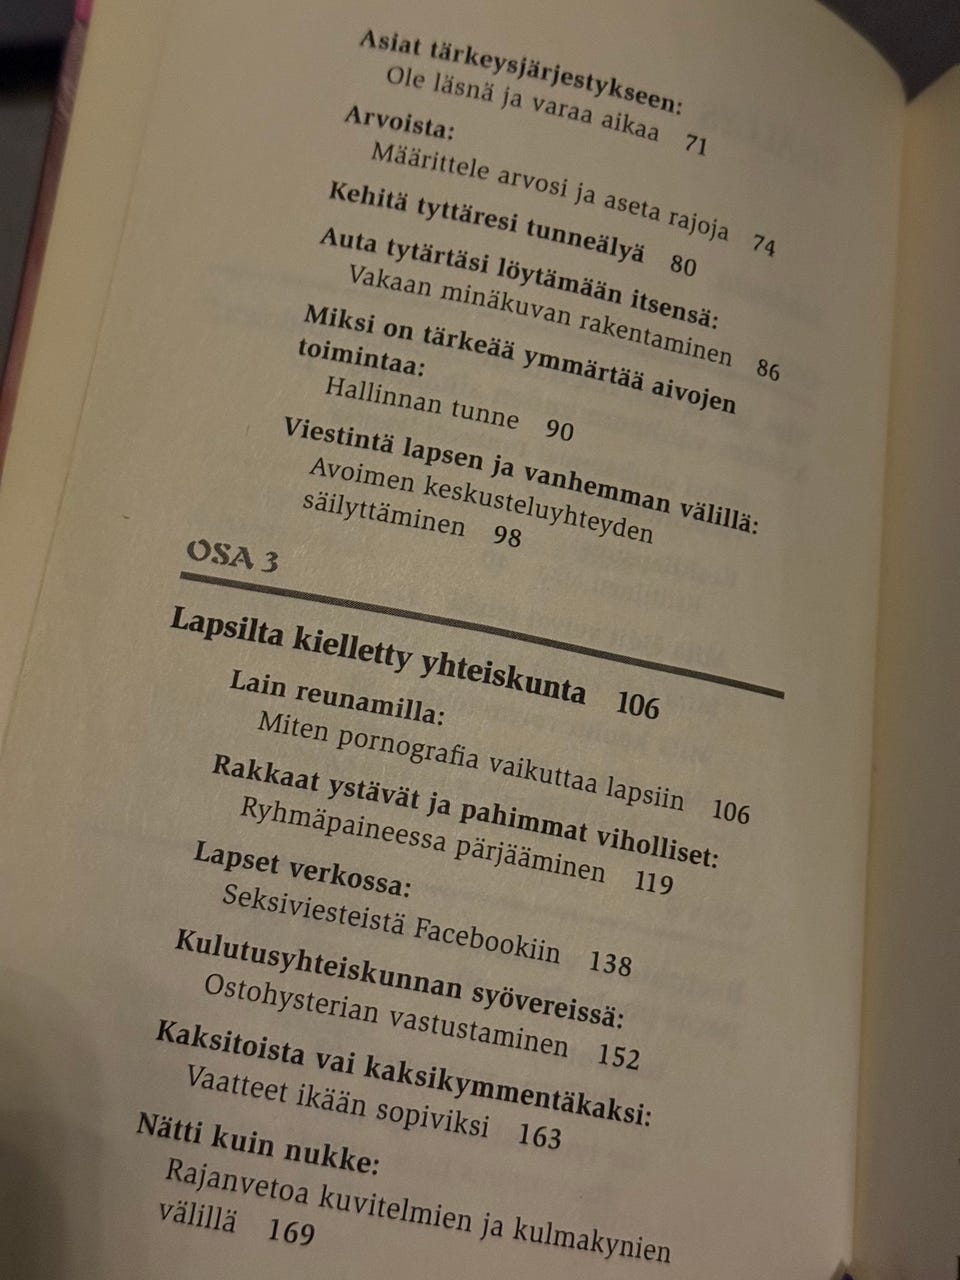 Asiat tärkeysjärjestykseen:
Ole läsnä ja varaa aikaa 71
Arvoista:
Määrittele arvosi ja aseta rajoja 74
Kehitä tyttäresi tunneälyä 80
Auta tytärtäsi löytämään itsensä:
Vakaan minäkuvan rakentaminen 86
Miksi on tärkeää ymmärtää aivojen
toimintaa:
Hallinnan tunne 90
Viestintä lapsen ja vanhemman välillä:
Avoimen keskusteluyhteyden
säilyttäminen 98
OSA 3
Lapsilta kielletty yhteiskunta 106
Lain reunamilla:
Miten pornografia vaikuttaa lapsiin 106
Rakkaat ystävät ja pahimmat viholliset:
Ryhmäpaineessa pärjääminen 119
Lapset verkossa:
Seksiviesteistä Facebookiin 138
Kulutusyhteiskunnan syövereissä:
Ostohysterian vastustaminen 152
Kaksitoista vai kaksikymmentäkaksi:
Vaatteet ikään sopiviksi 163
Nätti kuin nukke:
Rajanvetoa kuvitelmien ja kulmakynien
välillä 169